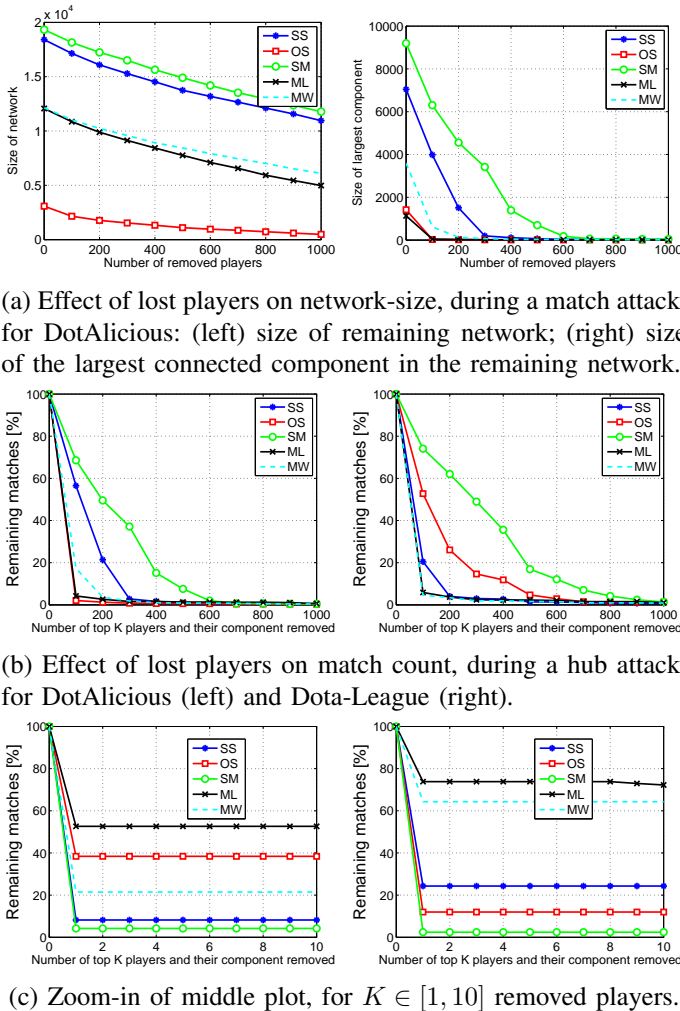 x 10^4
2
1.5
1
0.5
0
Size of network
0 200 400 600 800 1000
Number of removed players
SS
OS
SM
ML
MW
10000
8000
6000
4000
2000
0
Size of largest component
0 200 400 600 800 1000
Number of removed players
SS
OS
SM
ML
MW
(a) Effect of lost players on network-size, during a match attack
for DotAlicious: (left) size of remaining network; (right) size
of the largest connected component in the remaining network.
100
80
60
40
20
0
Remaining matches [%]
0 200 400 600 800 1000
Number of top K players and their component removed
SS
OS
SM
ML
MW
100
80
60
40
20
0
Remaining matches [%]
0 200 400 600 800 1000
Number of top K players and their component removed
SS
OS
SM
ML
MW
(b) Effect of lost players on match count, during a hub attack
for DotAlicious (left) and Dota-League (right).
100
80
60
40
20
0
Remaining matches [%]
0 2 4 6 8 10
Number of top K players and their component removed
SS
OS
SM
ML
MW
100
80
60
40
20
0
Remaining matches [%]
0 2 4 6 8 10
Number of top K players and their component removed
SS
OS
SM
ML
MW
(c) Zoom-in of middle plot, for K ∈ [1, 10] removed players.